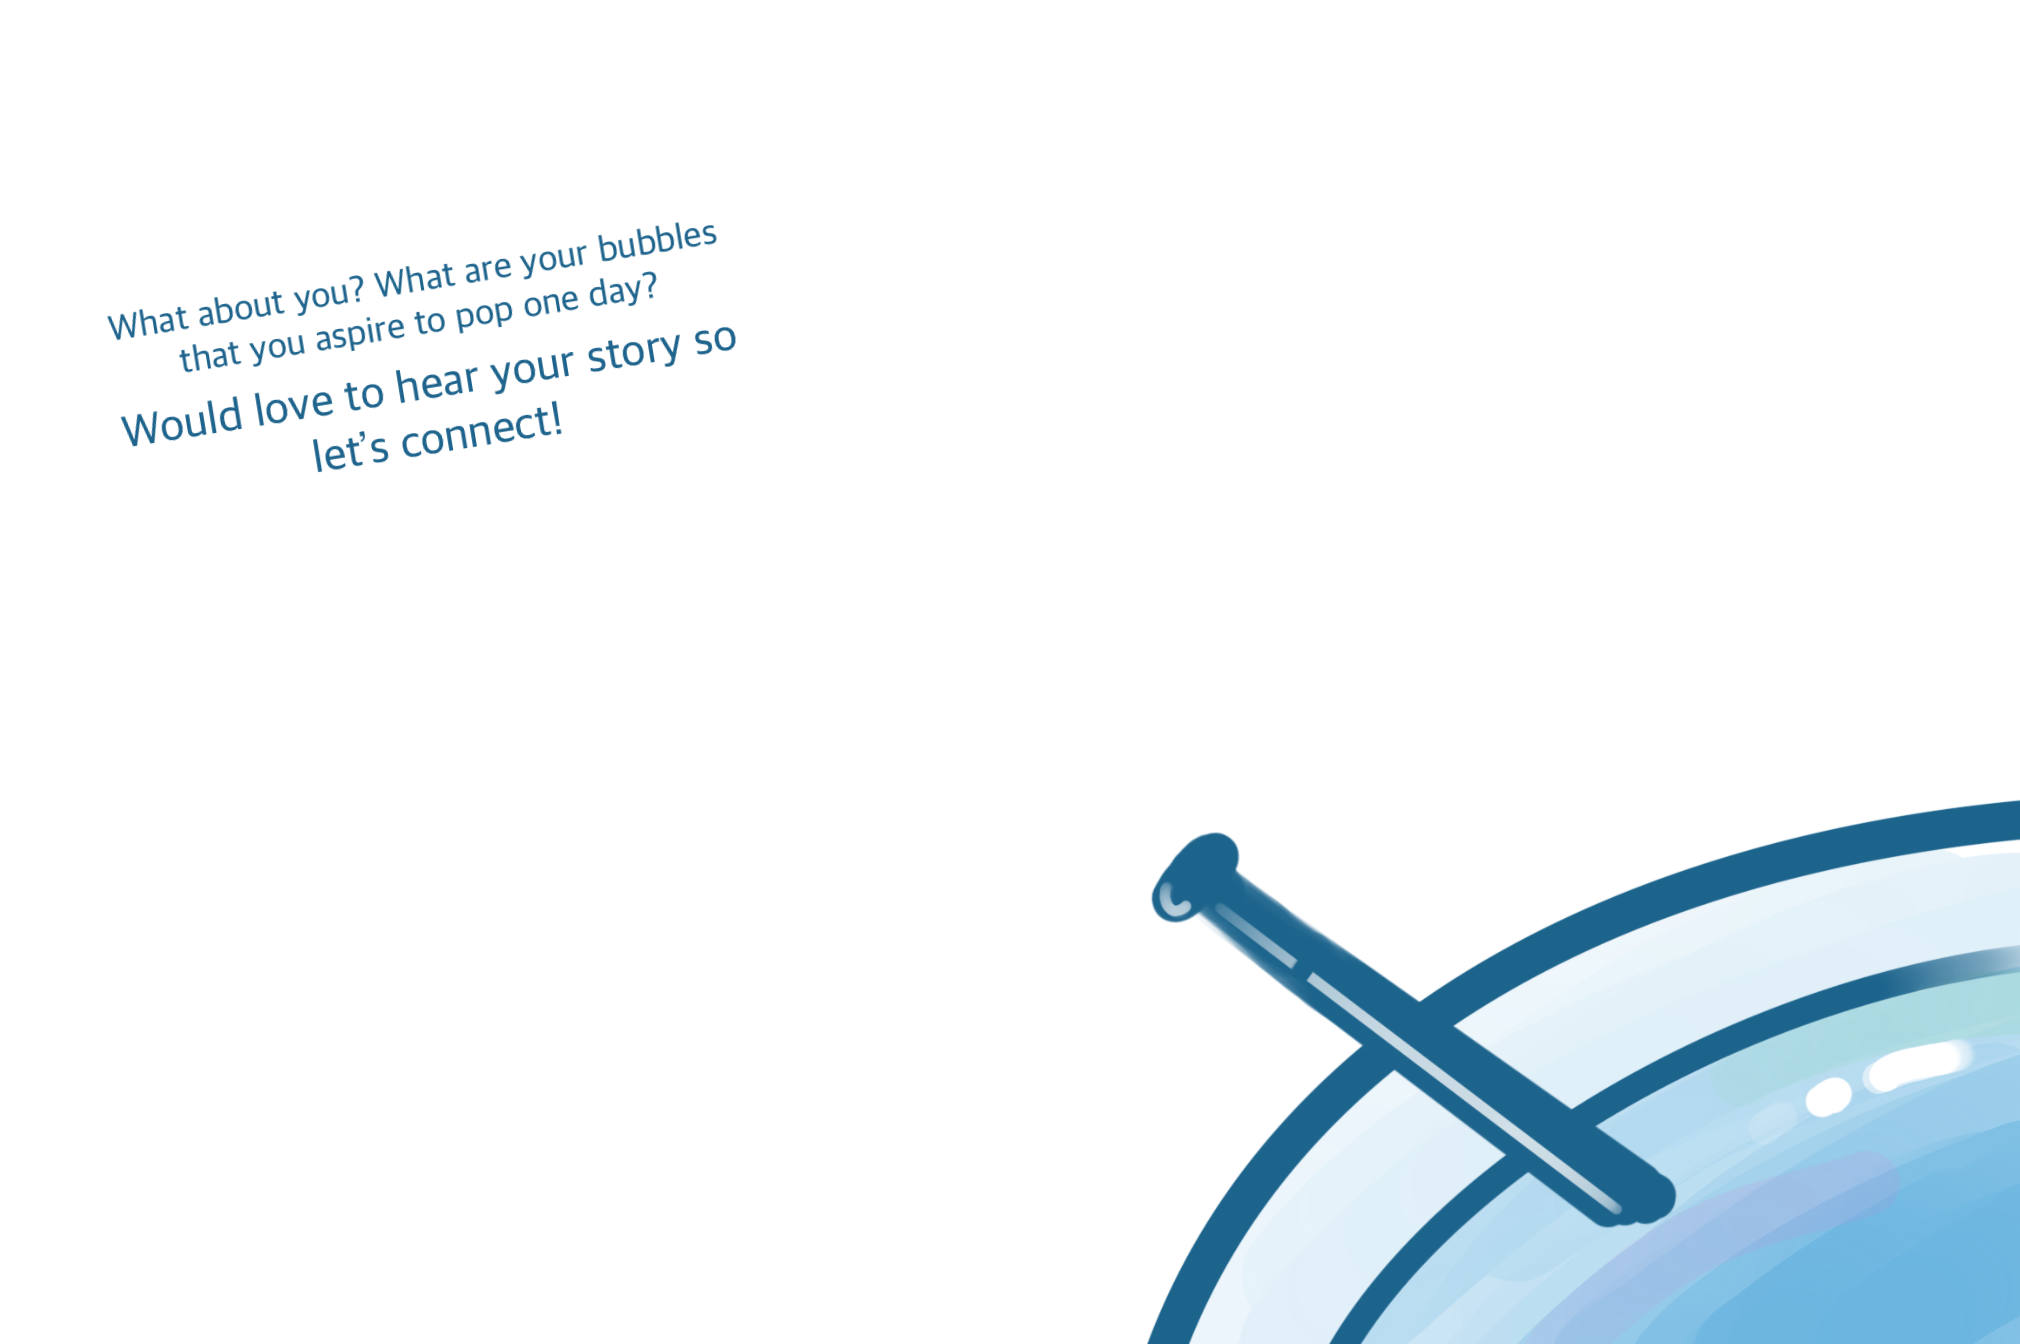 What about you? What are your bubbles
that you aspire to pop one day?
Would love to hear your story so
let’s connect!